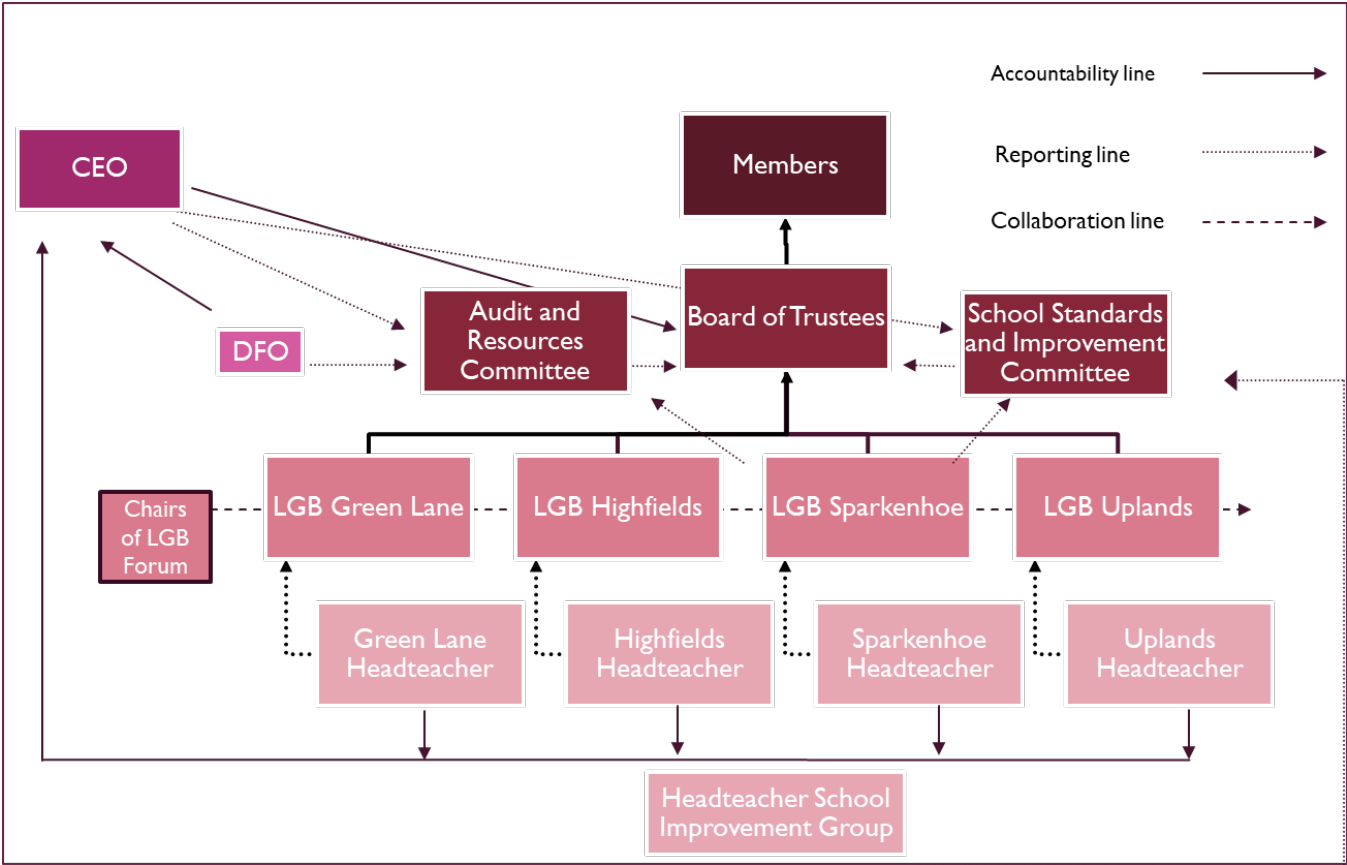 Accountability line
Reporting line
Collaboration line
CEO
Members
DFO
Audit and
Resources
Committee
Board of Trustees
School Standards
and Improvement
Committee
Chairs
of LGB
Forum
LGB Green Lane
LGB Highfields
LGB Sparkenhoe
LGB Uplands
Green Lane
Headteacher
Highfields
Headteacher
Sparkenhoe
Headteacher
Uplands
Headteacher
Headteacher School
Improvement Group